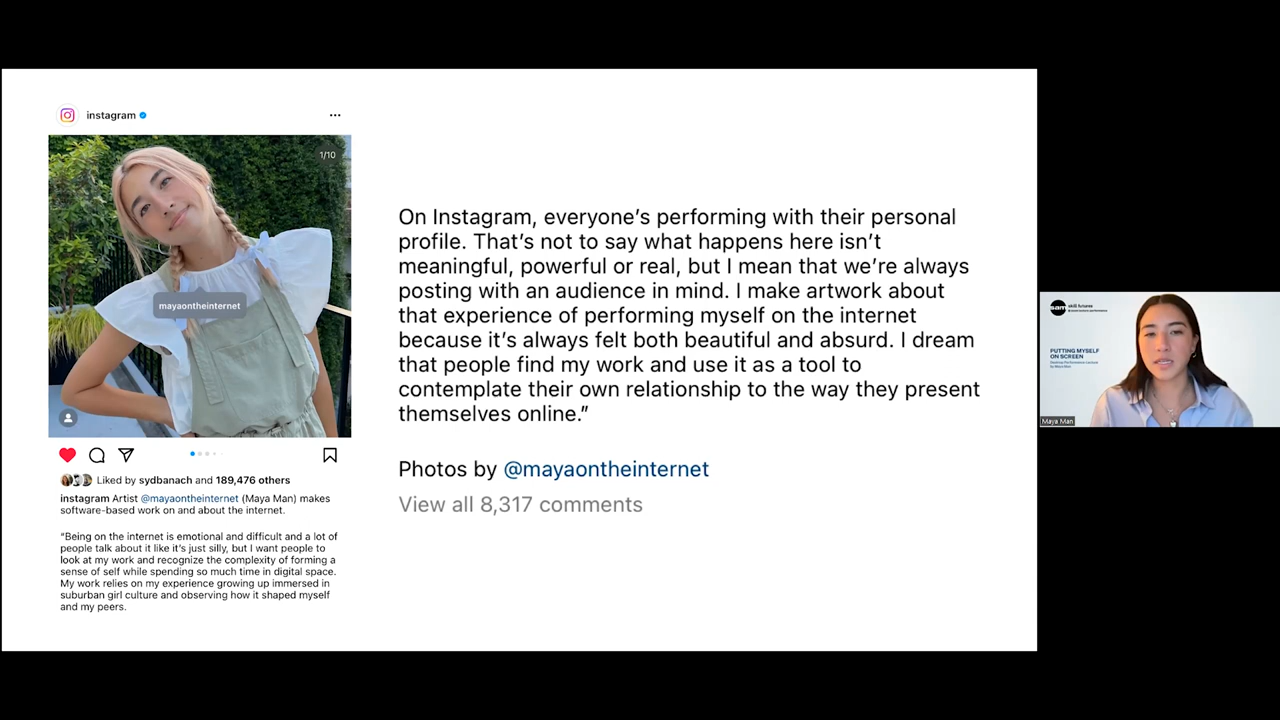 instagram
1/10
mayaontheinternet
Liked by sydbanach and 189,476 others
instagram Artist @mayaontheinternet (Maya Man) makes
software-based work on and about the internet.
“Being on the internet is emotional and difficult and a lot of
people talk about it like it’s just silly, but I want people to
look at my work and recognize the complexity of forming a
sense of self while spending so much time in digital space.
My work relies on my experience growing up immersed in
suburban girl culture and observing how it shaped myself
and my peers.
On Instagram, everyone’s performing with their personal
profile. That’s not to say what happens here isn’t
meaningful, powerful or real, but I mean that we’re always
posting with an audience in mind. I make artwork about
that experience of performing myself on the internet
because it’s always felt both beautiful and absurd. I dream
that people find my work and use it as a tool to
contemplate their own relationship to the way they present
themselves online.”
Photos by @mayaontheinternet
View all 8,317 comments
sam
skill futures
PUTTING MYSELF
ON SCREEN
Desktop Performance Lecture
by Maya Man
Maya Man